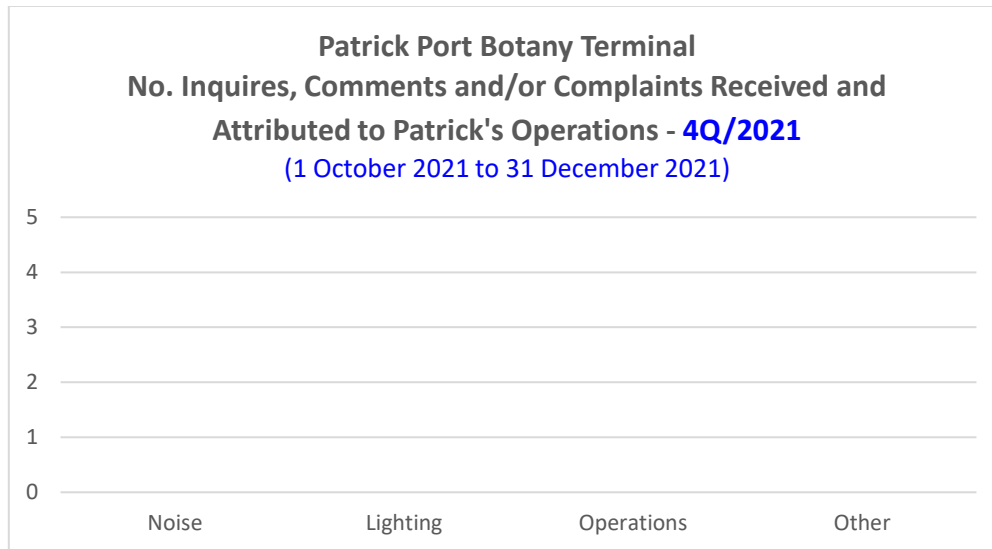 Patrick Port Botany Terminal
No. Inquires, Comments and/or Complaints Received and
Attributed to Patrick's Operations - 4Q/2021
(1 October 2021 to 31 December 2021)
5
4
3
2
1
0
Noise Lighting Operations Other